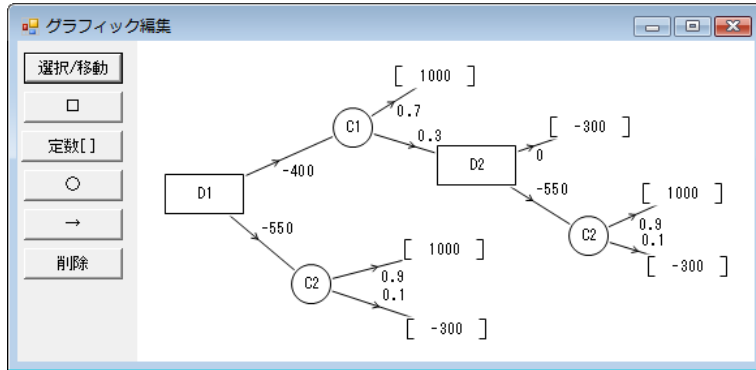 グラフィック編集
選択/移動
□
定数[]
○
→
削除
[ 1000 ]
C1
0.7
0.3
[ -300 ]
0
D2
-400
-550
D1
[ 1000 ]
0.9
0.1
C2
[ -300 ]
-550
[ 1000 ]
0.9
0.1
C2
[ -300 ]